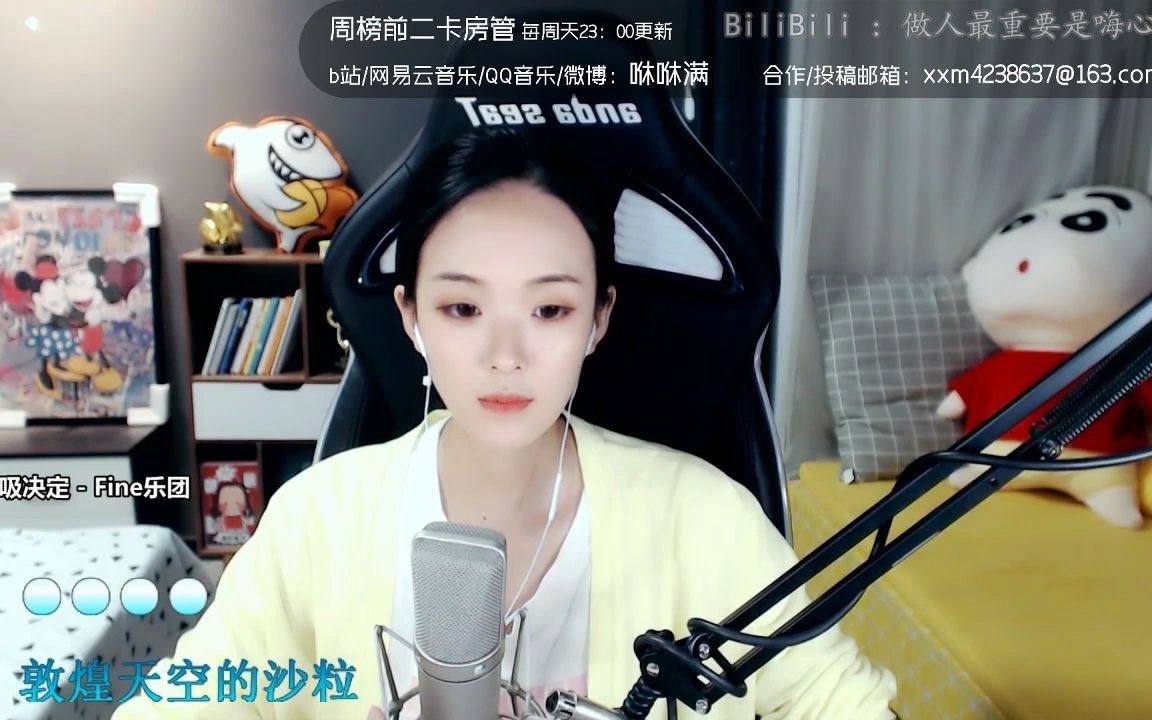 周榜前二卡房管 每周天23：00更新
BiliBili ：做人最重要是嗨心
b站/网易云音乐/QQ音乐/微博：咻咻满
合作/投稿邮箱：xxm4238637@163.com
anda seaT
吸决定 - Fine乐团
敦煌天空的沙粒